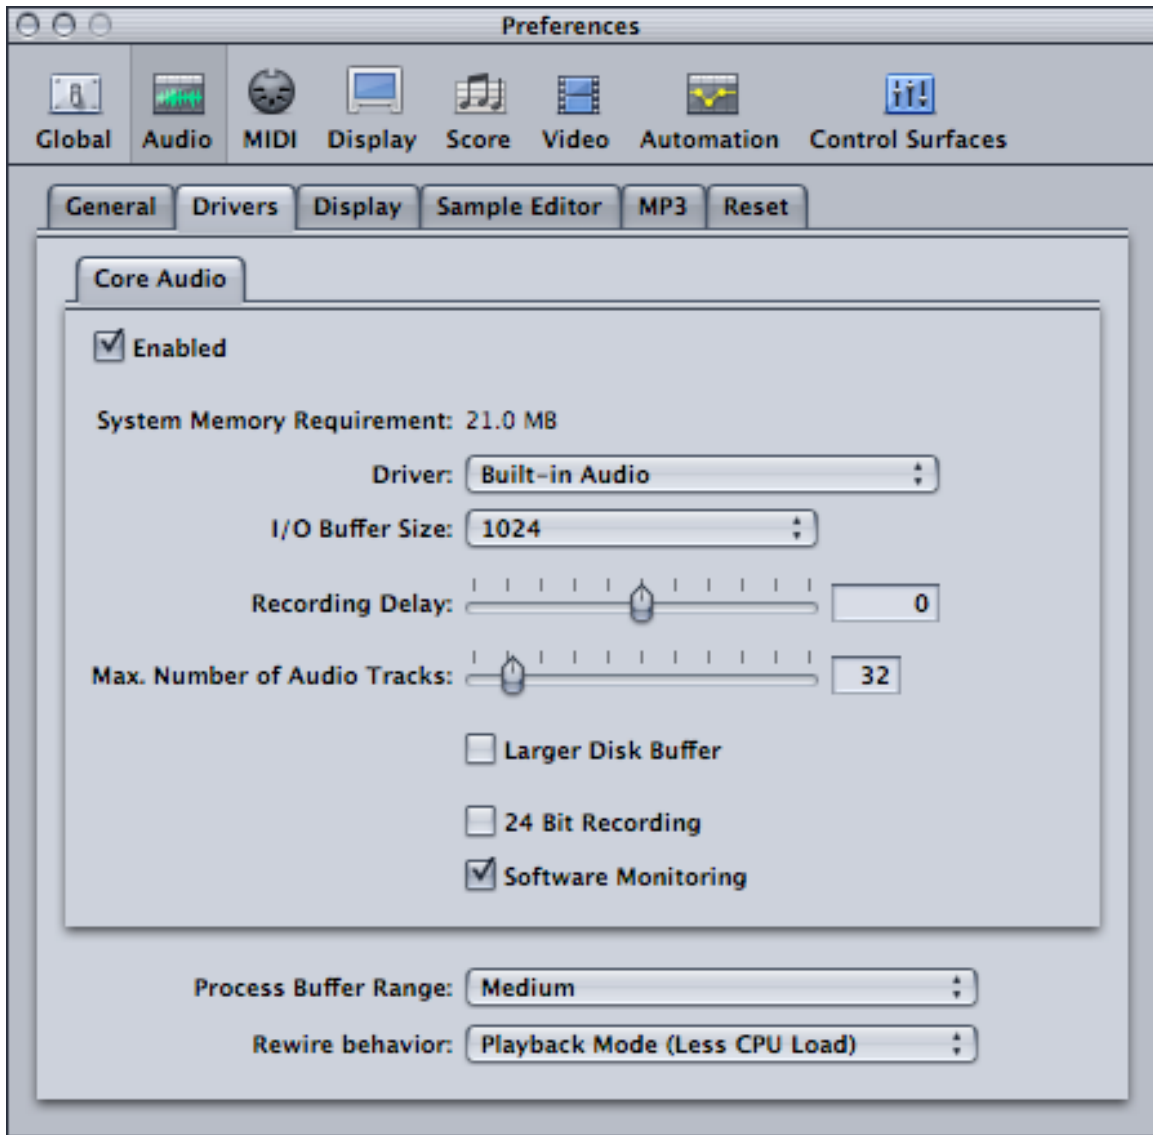 Preferences
Global Audio MIDI Display Score Video Automation Control Surfaces
General Drivers Display Sample Editor MP3 Reset
Core Audio
Enabled
System Memory Requirement: 21.0 MB
Driver: Built-in Audio
I/O Buffer Size: 1024
Recording Delay: 0
Max. Number of Audio Tracks: 32
Larger Disk Buffer
24 Bit Recording
Software Monitoring
Process Buffer Range: Medium
Rewire behavior: Playback Mode (Less CPU Load)